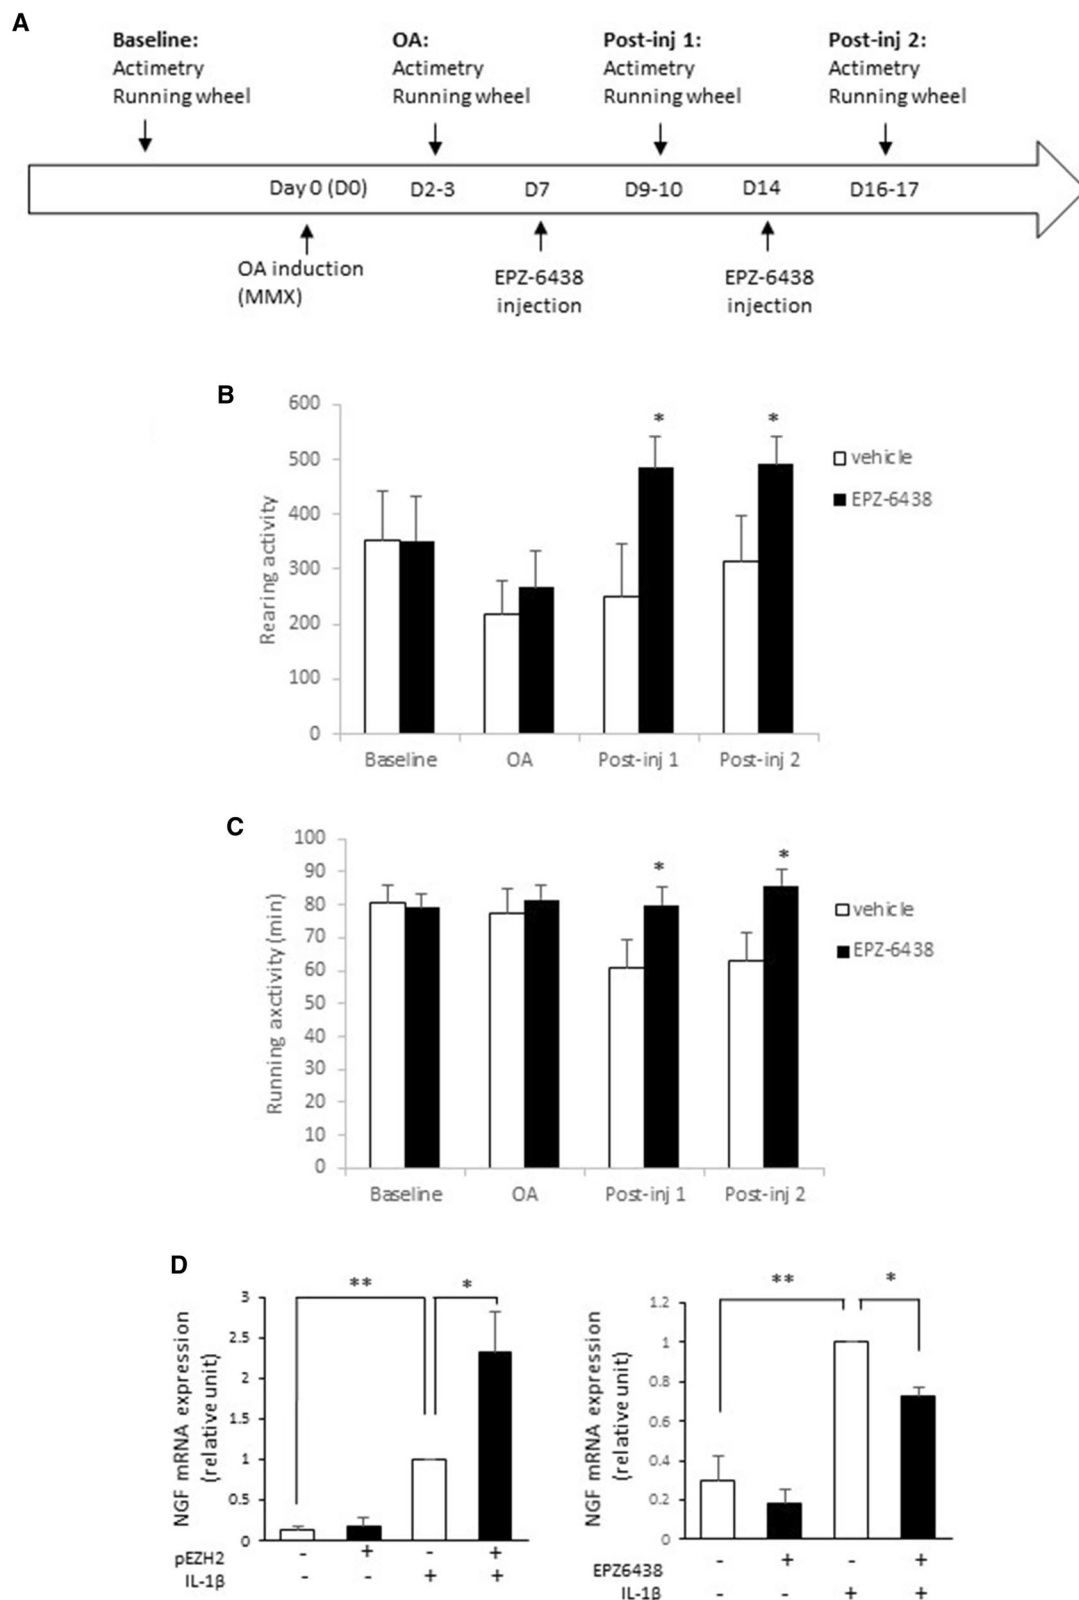 A
Baseline:
Actimetry
Running wheel
OA:
Actimetry
Running wheel
Post-inj 1:
Actimetry
Running wheel
Post-inj 2:
Actimetry
Running wheel
Day 0 (D0)
D2-3
D7
D9-10
D14
D16-17
OA induction
(MMX)
EPZ-6438
injection
EPZ-6438
injection
B
600
500
400
300
200
100
0
Rearing activity
*
*
vehicle
EPZ-6438
Baseline
OA
Post-inj 1
Post-inj 2
C
100
90
80
70
60
50
40
30
20
10
0
Running axctivity (min)
*
*
vehicle
EPZ-6438
Baseline
OA
Post-inj 1
Post-inj 2
D
NGF mRNA expression
(relative unit)
3
2.5
2
1.5
1
0.5
0
**
*
pEZH2 - + - +
IL-1β - - + +
NGF mRNA expression
(relative unit)
1.2
1
0.8
0.6
0.4
0.2
0
**
*
EPZ6438 - + - +
IL-1β - - + +